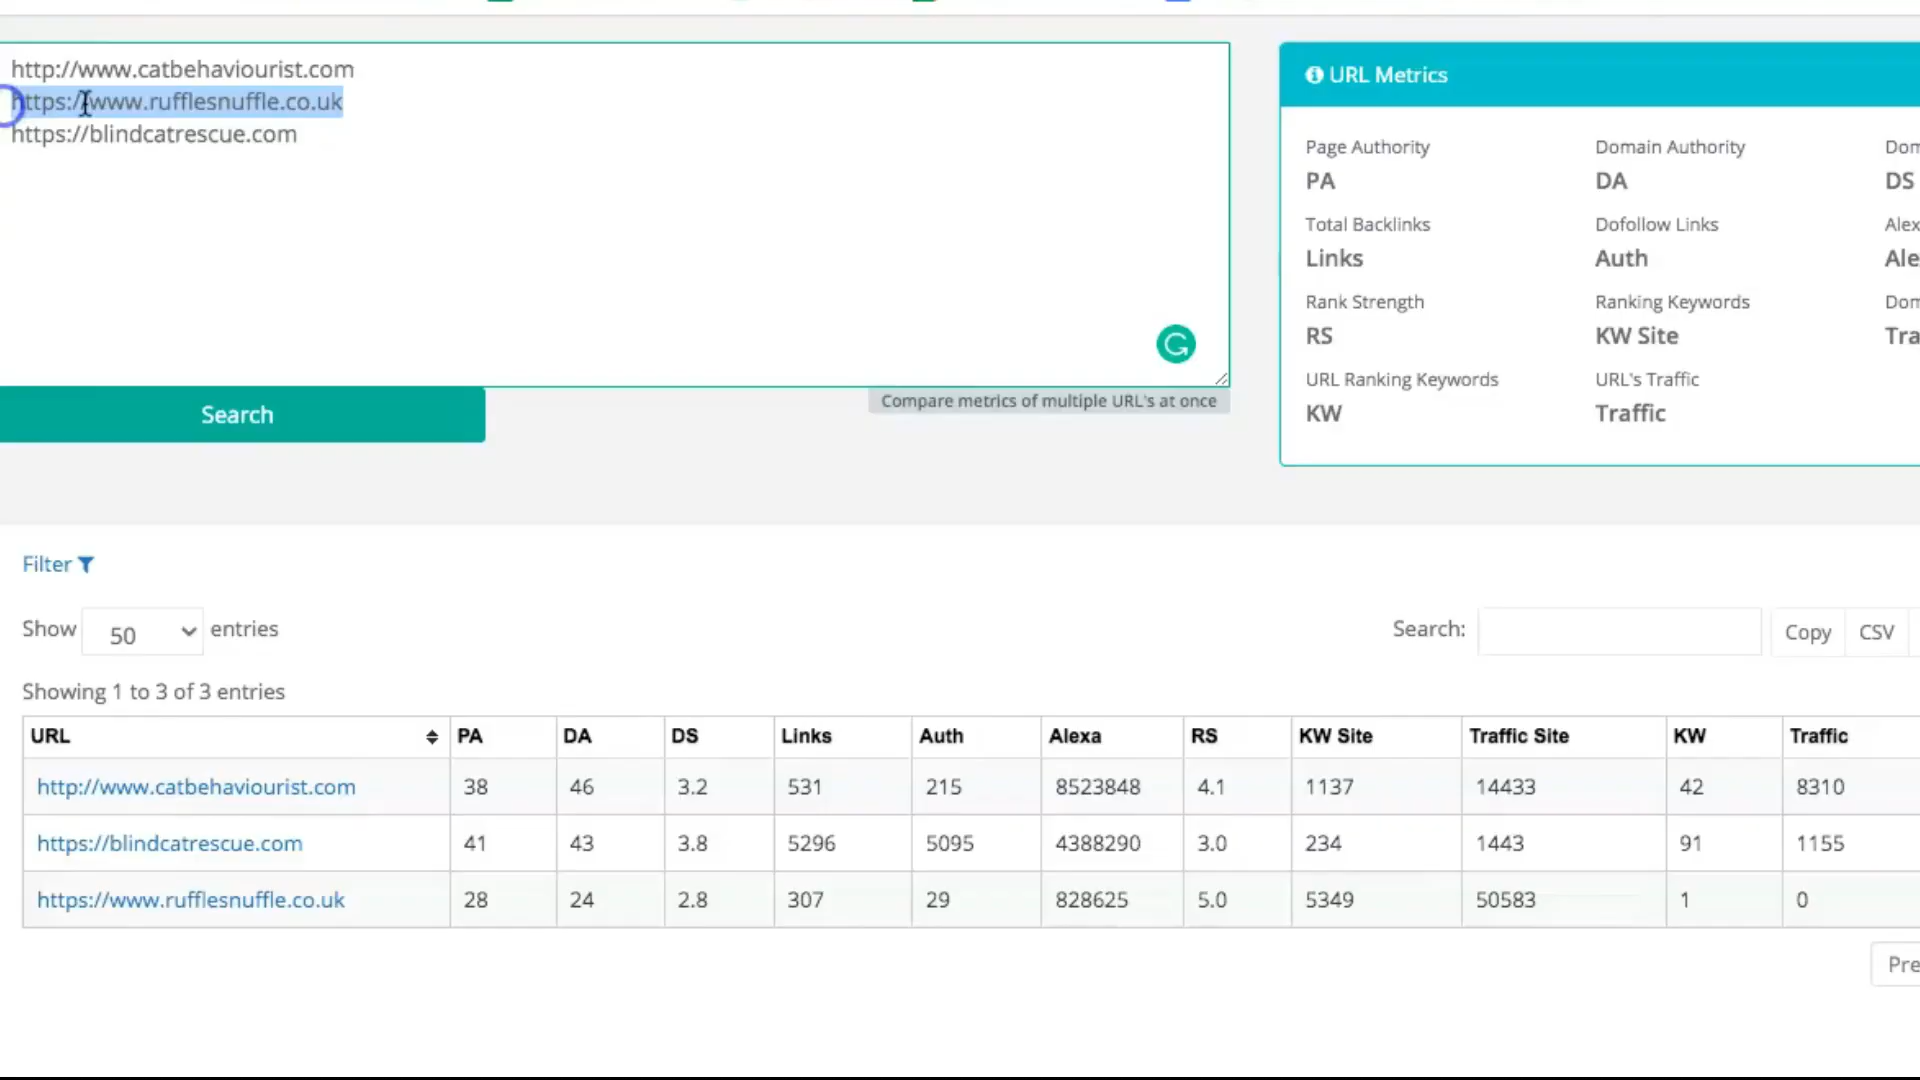 http://www.catbehaviourist.com
https://www.rufflesnuffle.co.uk
https://blindcatrescue.com
Search
Compare metrics of multiple URL's at once
URL Metrics
Page Authority Domain Authority
PA DA DS
Total Backlinks Dofollow Links
Links Auth
Rank Strength Ranking Keywords
RS KW Site
URL Ranking Keywords URL's Traffic
KW Traffic
Filter
Show 50 entries Search: Copy CSV
Showing 1 to 3 of 3 entries
URL PA DA DS Links Auth Alexa RS KW Site Traffic Site KW Traffic
http://www.catbehaviourist.com 38 46 3.2 531 215 8523848 4.1 1137 14433 42 8310
https://blindcatrescue.com 41 43 3.8 5296 5095 4388290 3.0 234 1443 91 1155
https://www.rufflesnuffle.co.uk 28 24 2.8 307 29 828625 5.0 5349 50583 1 0